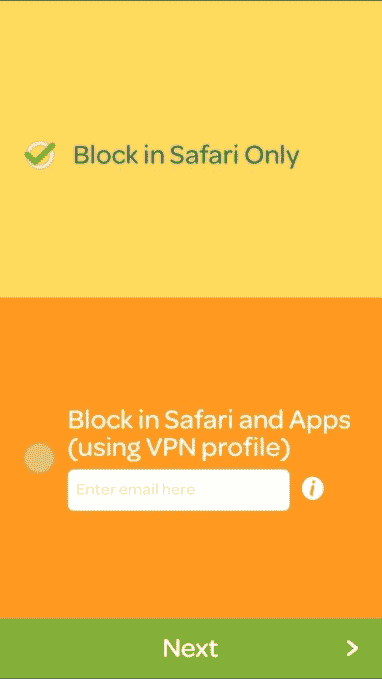 Block in Safari Only
Block in Safari and Apps
(using VPN profile)
Enter email here
i
Next